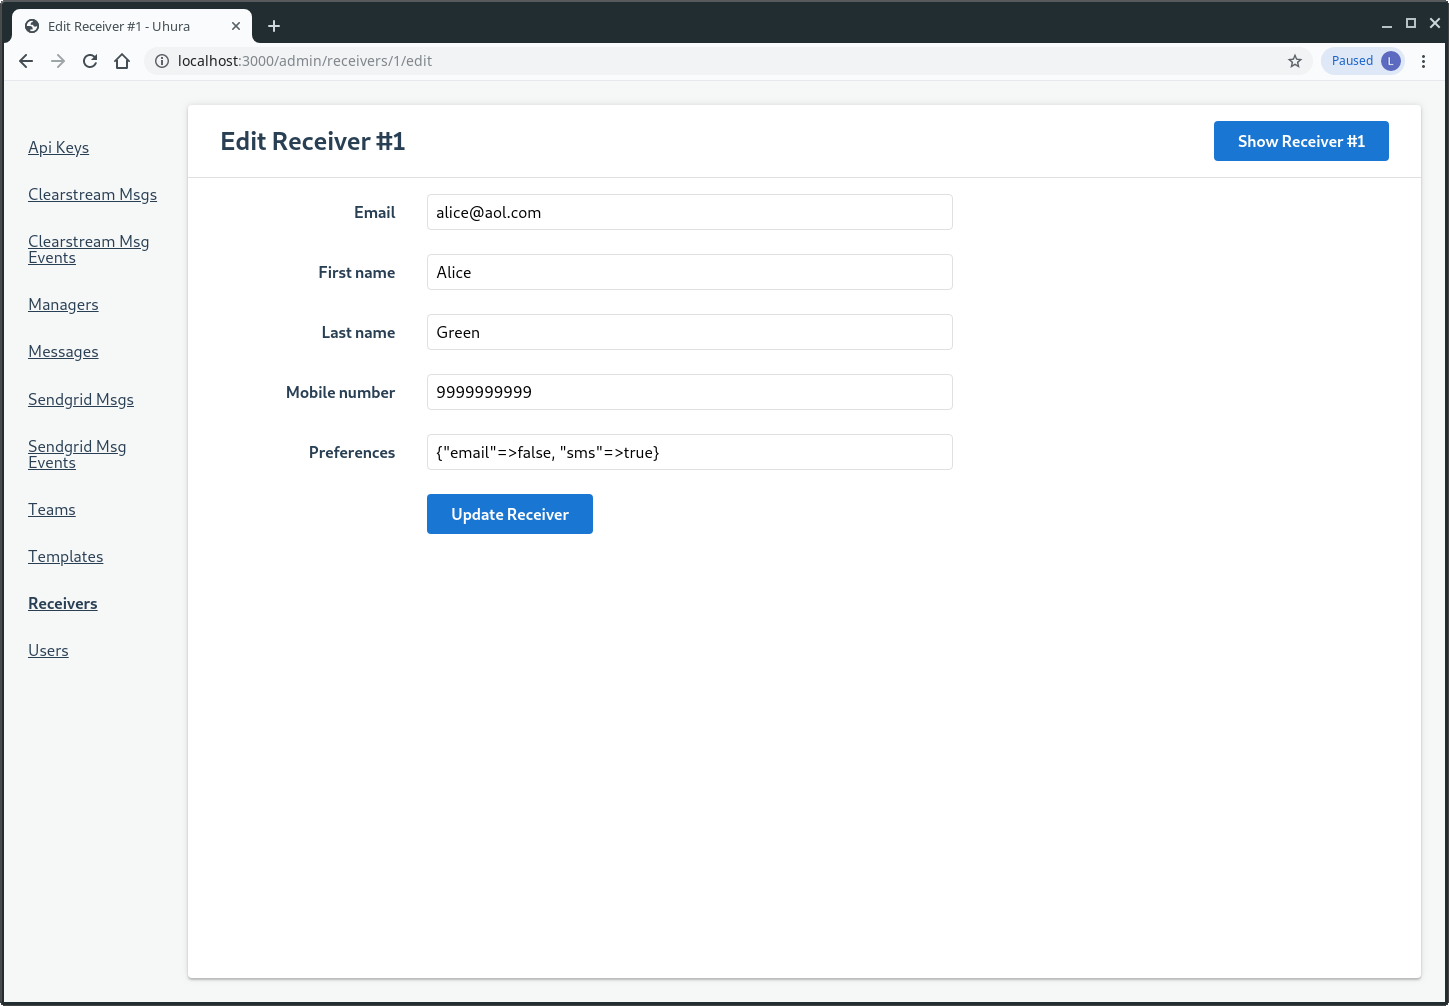 Edit Receiver #1 - Uhura
localhost:3000/admin/receivers/1/edit
Paused
L
Api Keys
Clearstream Msgs
Clearstream Msg
Events
Managers
Messages
Sendgrid Msgs
Sendgrid Msg
Events
Teams
Templates
Receivers
Users
Edit Receiver #1
Show Receiver #1
Email
alice@aol.com
First name
Alice
Last name
Green
Mobile number
9999999999
Preferences
{"email"=>false, "sms"=>true}
Update Receiver